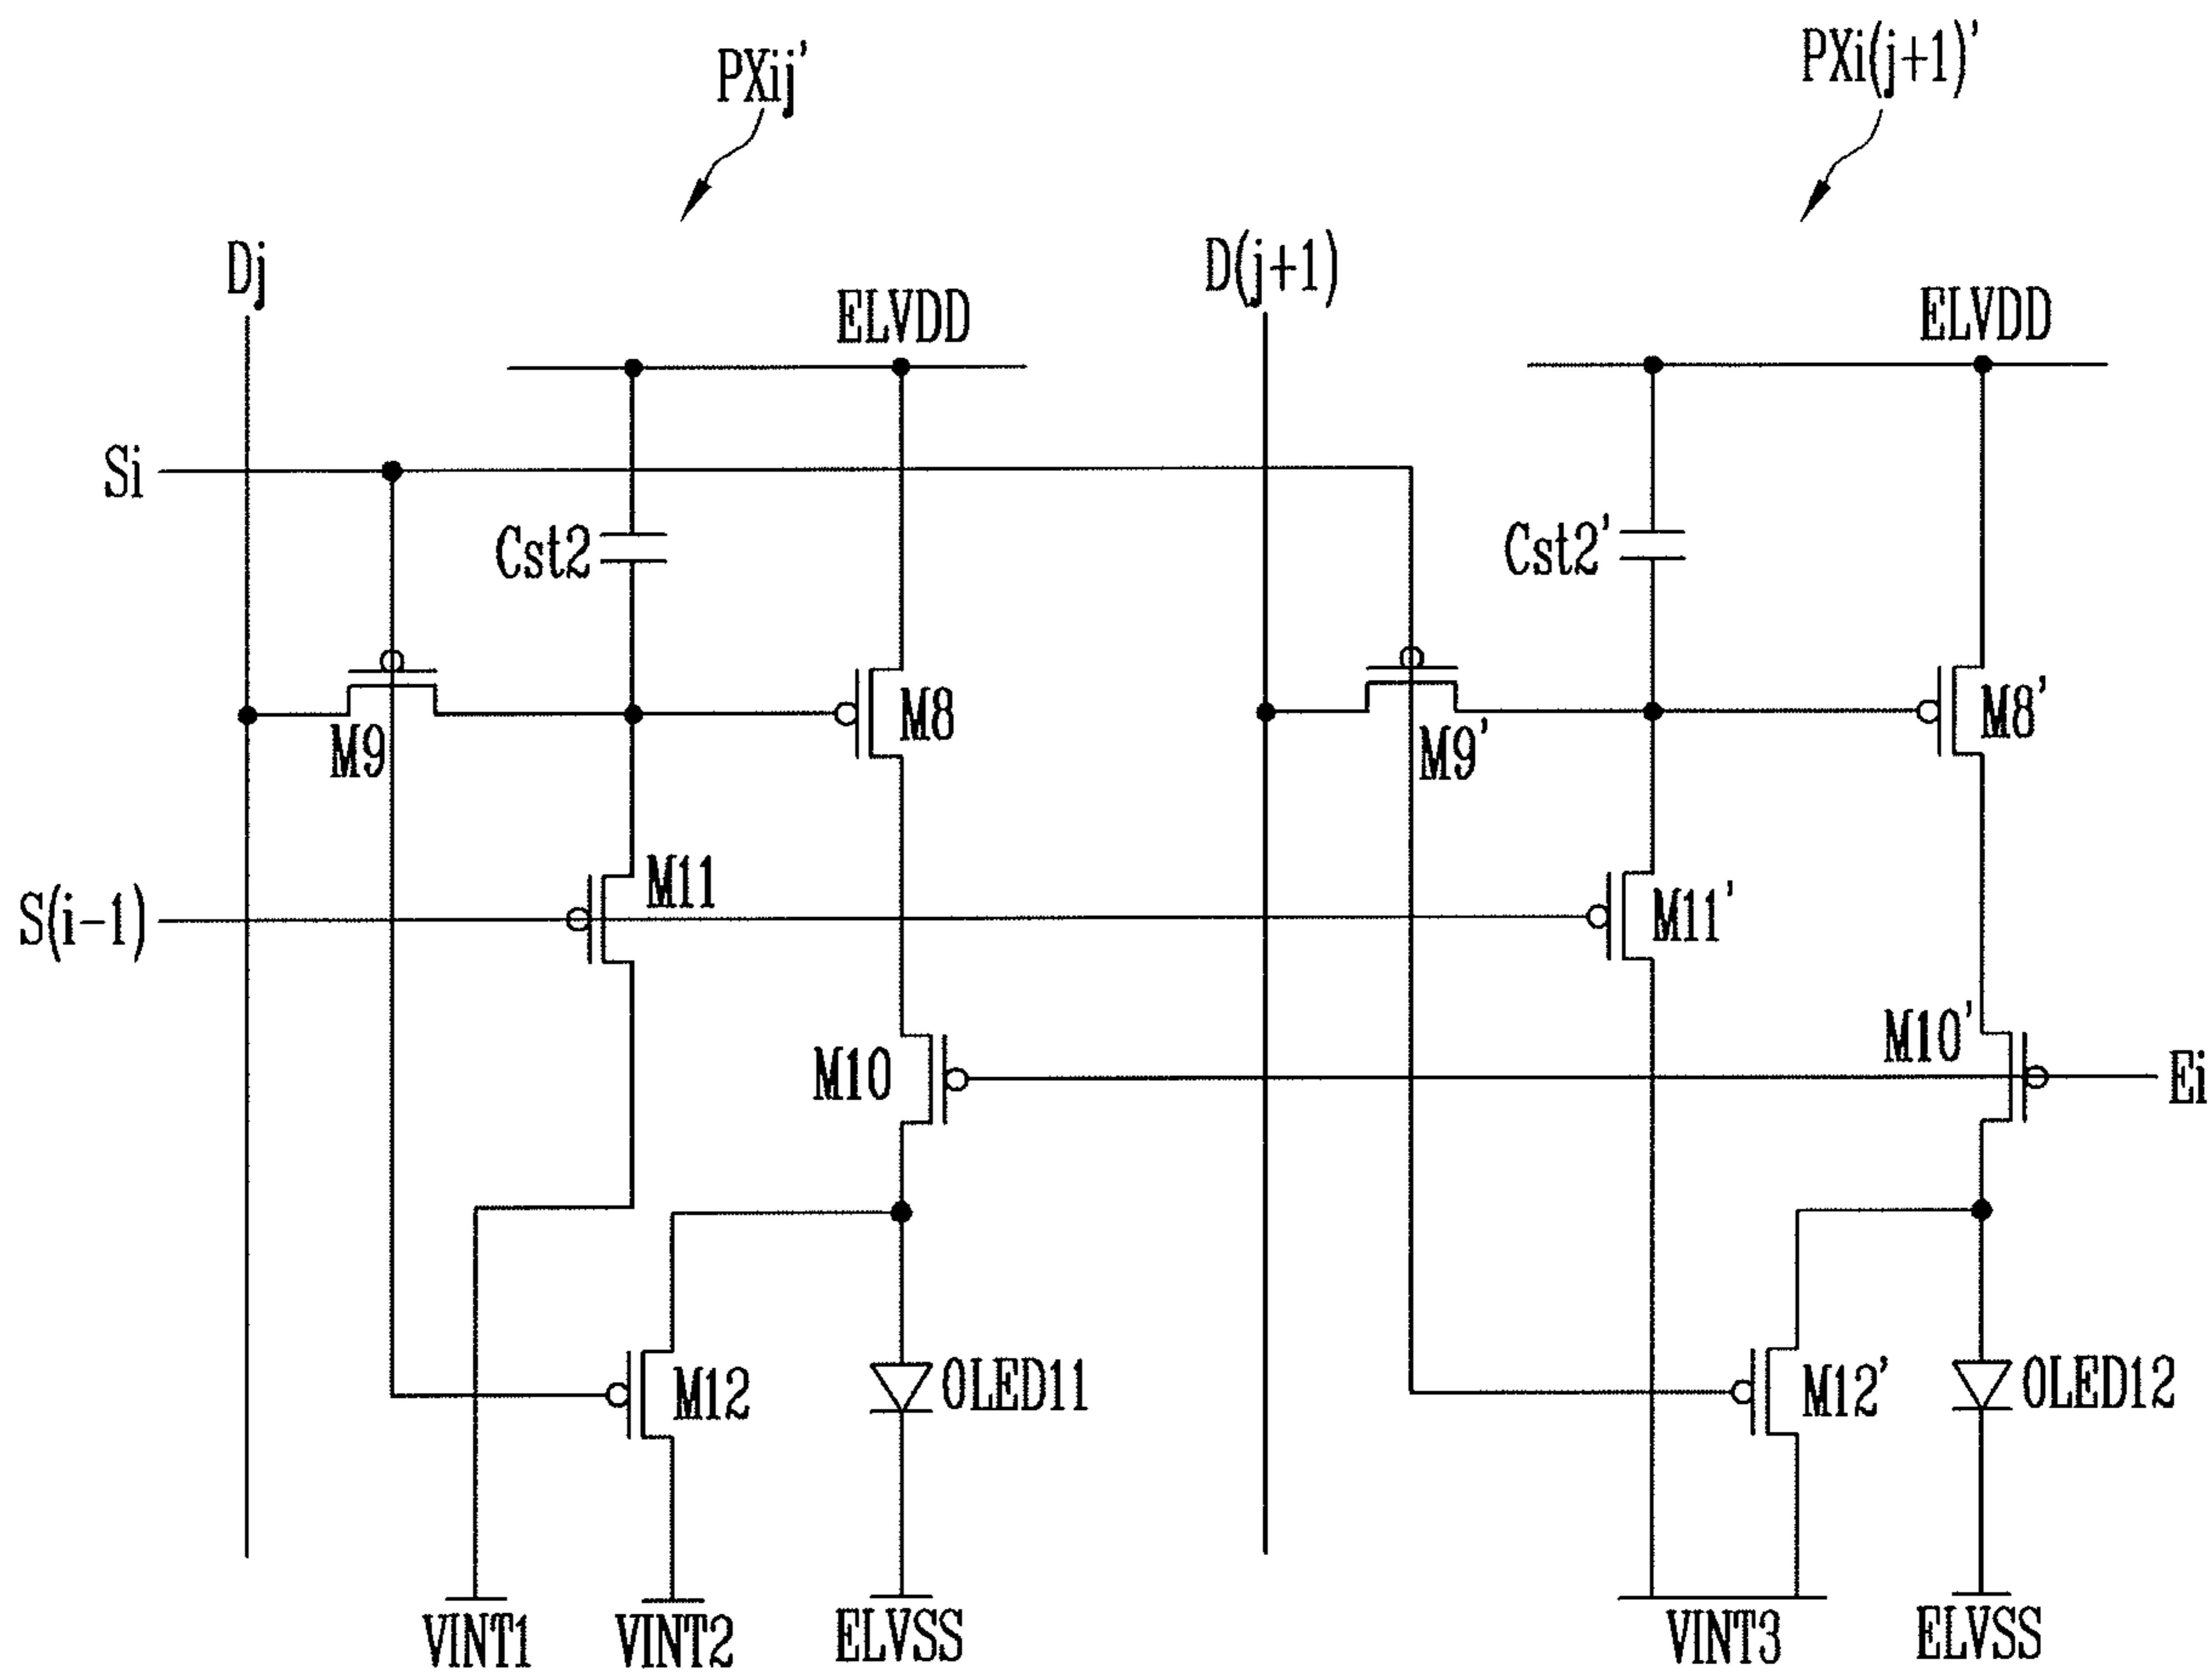 PXij'
PXi(j+1)'
Dj
D(j+1)
ELVDD
ELVDD
Si
Cst2
Cst2'
M8
M8'
M9
M9'
M11
M11'
S(i-1)
M10
M10'
Ei
M12
OLED11
M12'
OLED12
VINT1
VINT2
ELVSS
VINT3
ELVSS